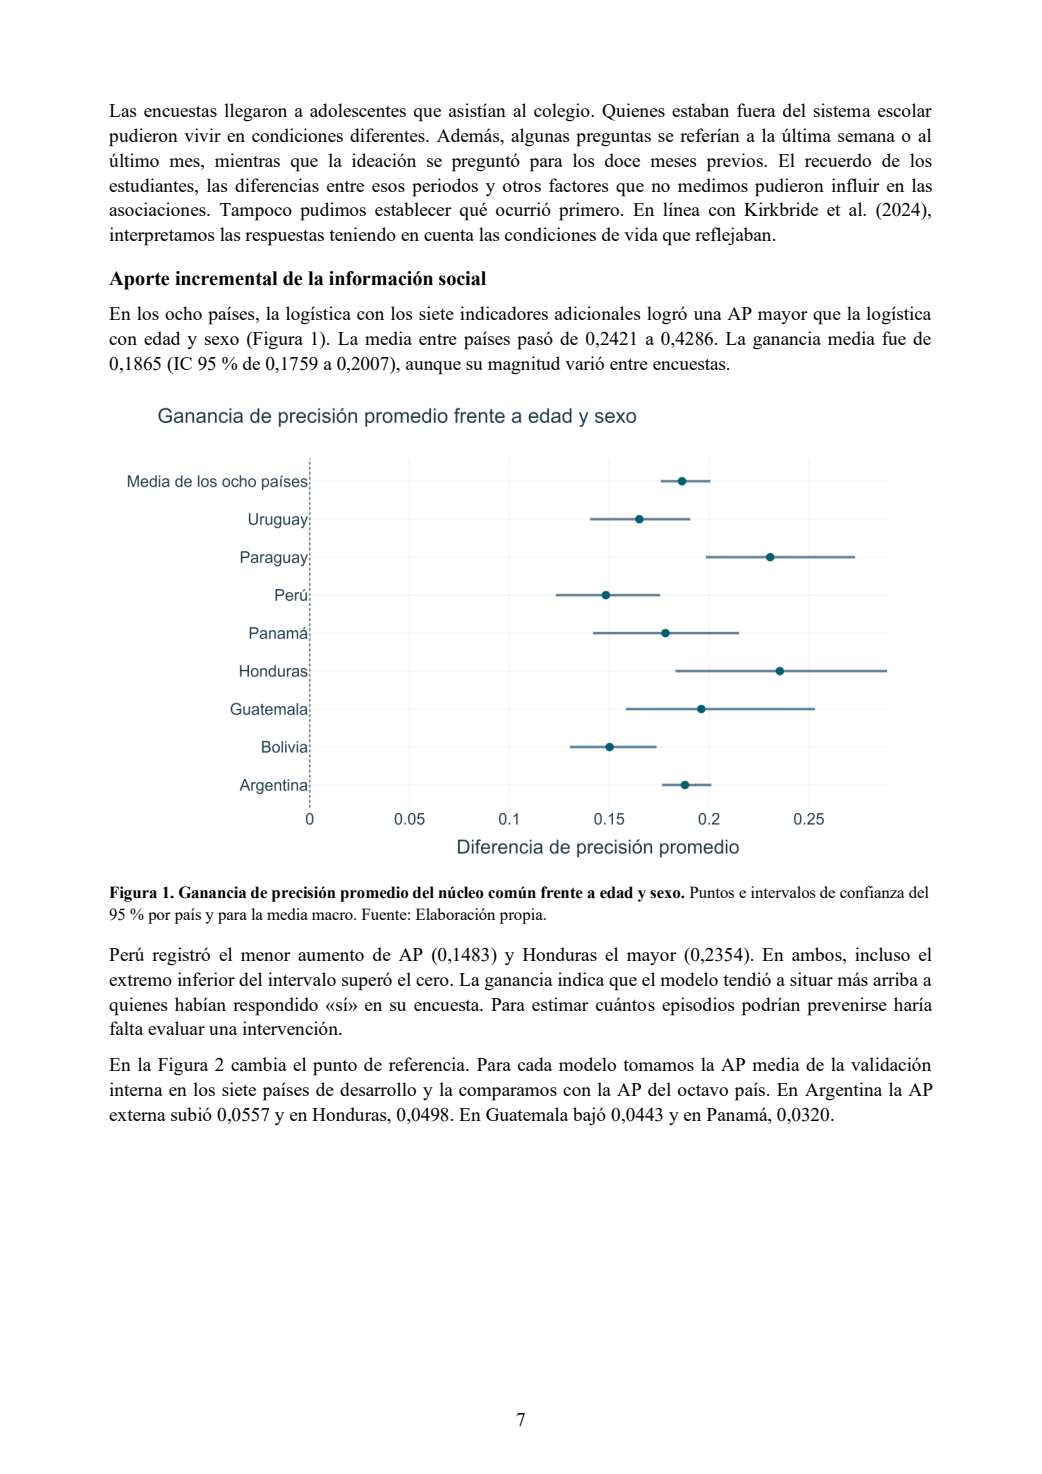 Las encuestas llegaron a adolescentes que asistían al colegio. Quienes estaban fuera del sistema escolar
pudieron vivir en condiciones diferentes. Además, algunas preguntas se referían a la última semana o al
último mes, mientras que la ideación se preguntó para los doce meses previos. El recuerdo de los
estudiantes, las diferencias entre esos periodos y otros factores que no medimos pudieron influir en las
asociaciones. Tampoco pudimos establecer qué ocurrió primero. En línea con Kirkbride et al. (2024),
interpretamos las respuestas teniendo en cuenta las condiciones de vida que reflejaban.
Aporte incremental de la información social
En los ocho países, la logística con los siete indicadores adicionales logró una AP mayor que la logística
con edad y sexo (Figura 1). La media entre países pasó de 0,2421 a 0,4286. La ganancia media fue de
0,1865 (IC 95 % de 0,1759 a 0,2007), aunque su magnitud varió entre encuestas.
Ganancia de precisión promedio frente a edad y sexo
Media de los ocho países
Uruguay
Paraguay
Perú
Panamá
Honduras
Guatemala
Bolivia
Argentina
0 0.05 0.1 0.15 0.2 0.25
Diferencia de precisión promedio
Figura 1. Ganancia de precisión promedio del núcleo común frente a edad y sexo. Puntos e intervalos de confianza del
95 % por país y para la media macro. Fuente: Elaboración propia.
Perú registró el menor aumento de AP (0,1483) y Honduras el mayor (0,2354). En ambos, incluso el
extremo inferior del intervalo superó el cero. La ganancia indica que el modelo tendió a situar más arriba a
quienes habían respondido «sí» en su encuesta. Para estimar cuántos episodios podrían prevenirse haría
falta evaluar una intervención.
En la Figura 2 cambia el punto de referencia. Para cada modelo tomamos la AP media de la validación
interna en los siete países de desarrollo y la comparamos con la AP del octavo país. En Argentina la AP
externa subió 0,0557 y en Honduras, 0,0498. En Guatemala bajó 0,0443 y en Panamá, 0,0320.
7